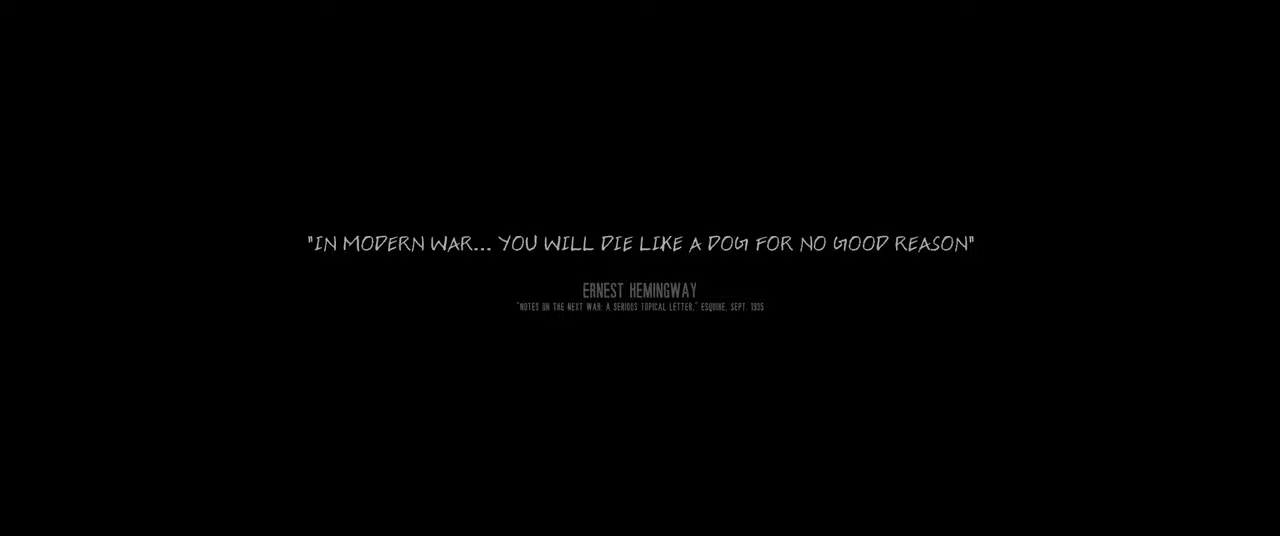 "IN MODERN WAR... YOU WILL DIE LIKE A DOG FOR NO GOOD REASON"
ERNEST HEMINGWAY
"NOTES ON THE NEXT WAR: A SERIOUS TOPICAL LETTER," ESQUIRE, SEPT. 1935